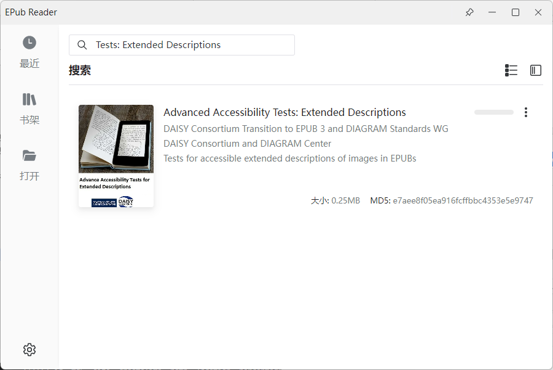 EPub Reader
Tests: Extended Descriptions
最近
搜索
书架
打开
Advanced Accessibility Tests: Extended Descriptions
DAISY Consortium Transition to EPUB 3 and DIAGRAM Standards WG
DAISY Consortium and DIAGRAM Center
Tests for accessible extended descriptions of images in EPUBs
Advance Accessibility Tests for
Extended Descriptions
DAISY
大小: 0.25MB MD5: e7aee8f05ea916fcffbbc4353e5e9747